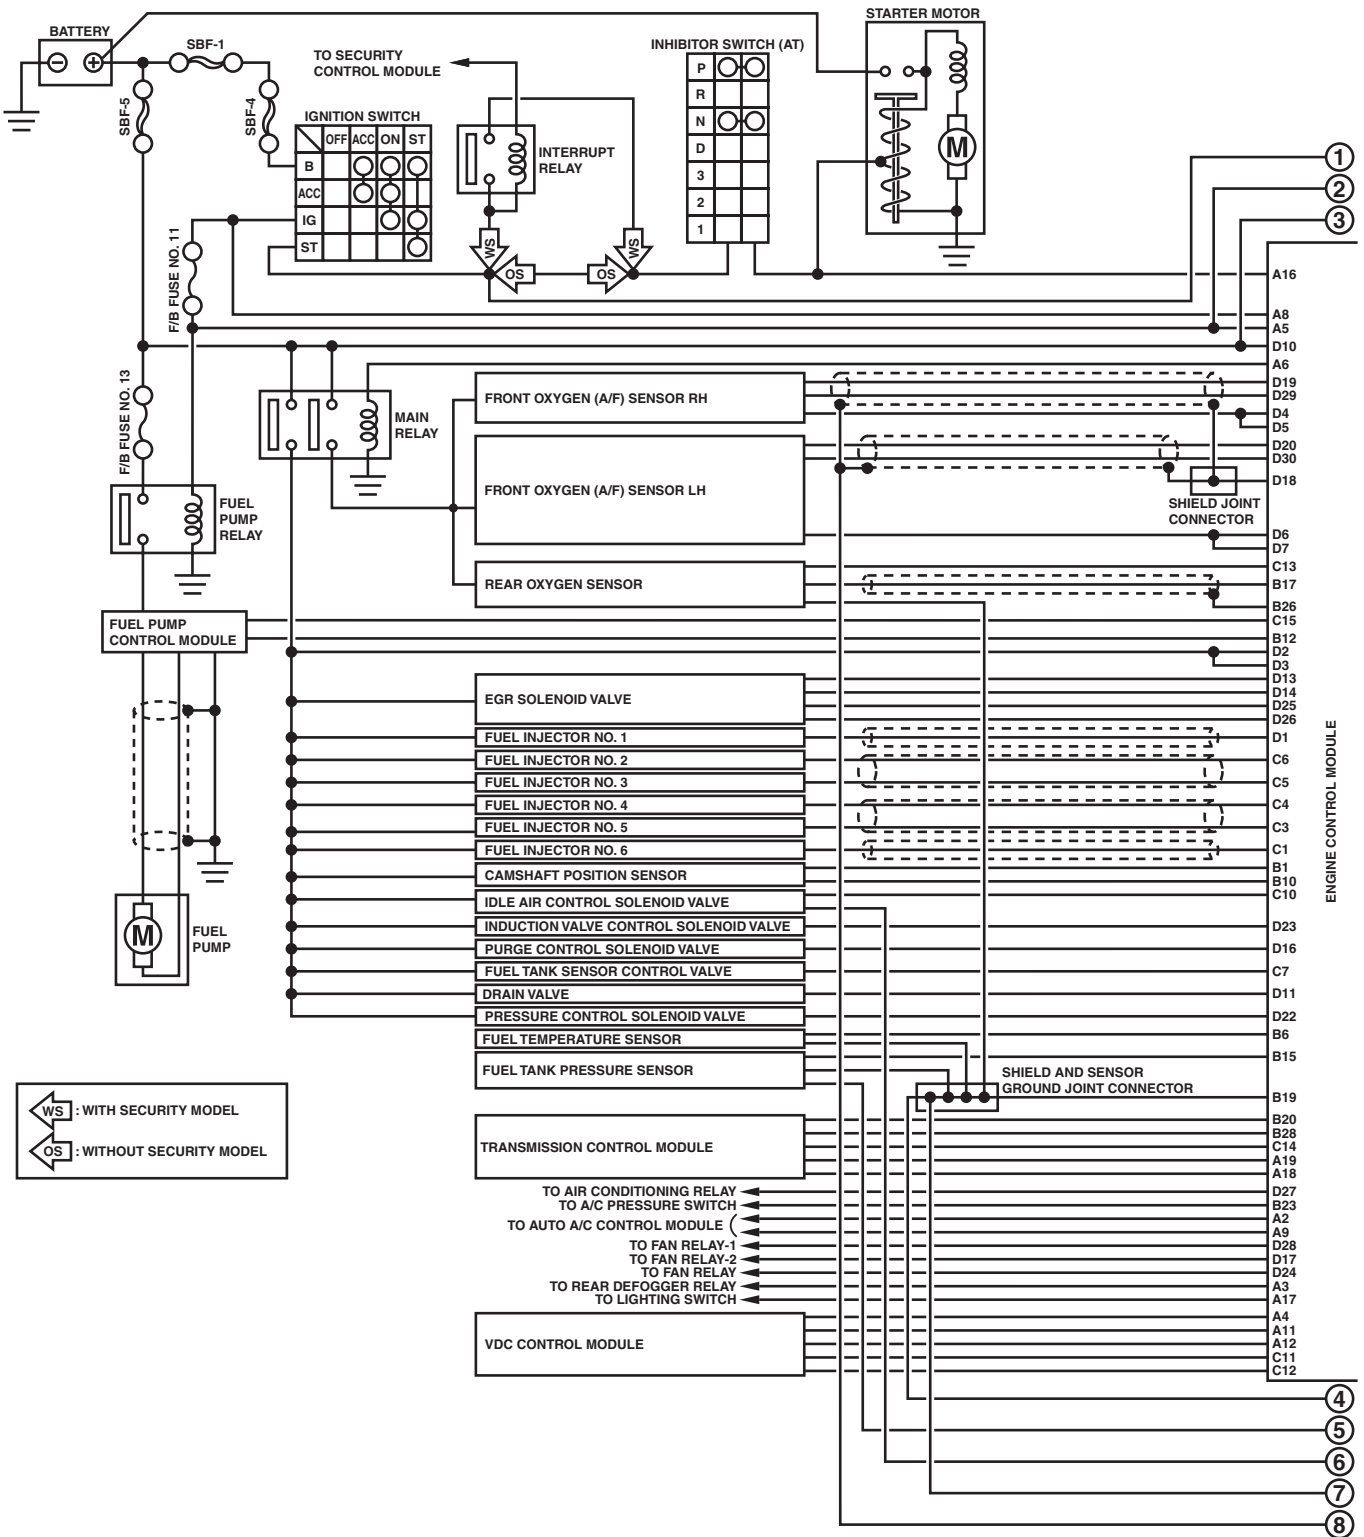 STARTER MOTOR
BATTERY
SBF-1
TO SECURITY
CONTROL MODULE
INHIBITOR SWITCH (AT)
P
R
N
D
3
2
1
SBF-5
SBF-4
IGNITION SWITCH
OFF ACC ON ST
B
ACC
IG
ST
INTERRUPT
RELAY
M
WS
WS
OS
OS
1
2
3
F/B FUSE NO. 11
A16
A8
A5
D10
A6
F/B FUSE NO. 13
MAIN
RELAY
FRONT OXYGEN (A/F) SENSOR RH
D19
D29
D4
D5
FRONT OXYGEN (A/F) SENSOR LH
D20
D30
D18
SHIELD JOINT
CONNECTOR
D6
D7
FUEL
PUMP
RELAY
REAR OXYGEN SENSOR
C13
B17
B26
FUEL PUMP
CONTROL MODULE
C15
B12
D2
D3
EGR SOLENOID VALVE
D13
D14
D25
D26
ENGINE CONTROL MODULE
FUEL INJECTOR NO. 1
D1
FUEL INJECTOR NO. 2
C6
FUEL INJECTOR NO. 3
C5
FUEL INJECTOR NO. 4
C4
FUEL INJECTOR NO. 5
C3
FUEL INJECTOR NO. 6
C1
CAMSHAFT POSITION SENSOR
B1
B10
IDLE AIR CONTROL SOLENOID VALVE
C10
INDUCTION VALVE CONTROL SOLENOID VALVE
D23
M
FUEL
PUMP
PURGE CONTROL SOLENOID VALVE
D16
FUEL TANK SENSOR CONTROL VALVE
C7
DRAIN VALVE
D11
PRESSURE CONTROL SOLENOID VALVE
D22
FUEL TEMPERATURE SENSOR
B6
FUEL TANK PRESSURE SENSOR
B15
SHIELD AND SENSOR
GROUND JOINT CONNECTOR
B19
WS : WITH SECURITY MODEL
OS : WITHOUT SECURITY MODEL
TRANSMISSION CONTROL MODULE
B20
B28
C14
A19
A18
TO AIR CONDITIONING RELAY
D27
TO A/C PRESSURE SWITCH
B23
TO AUTO A/C CONTROL MODULE (
A2
A9
TO FAN RELAY-1
D28
TO FAN RELAY-2
D17
TO FAN RELAY
D24
TO REAR DEFOGGER RELAY
A3
TO LIGHTING SWITCH
A17
VDC CONTROL MODULE
A4
A11
A12
C11
C12
4
5
6
7
8